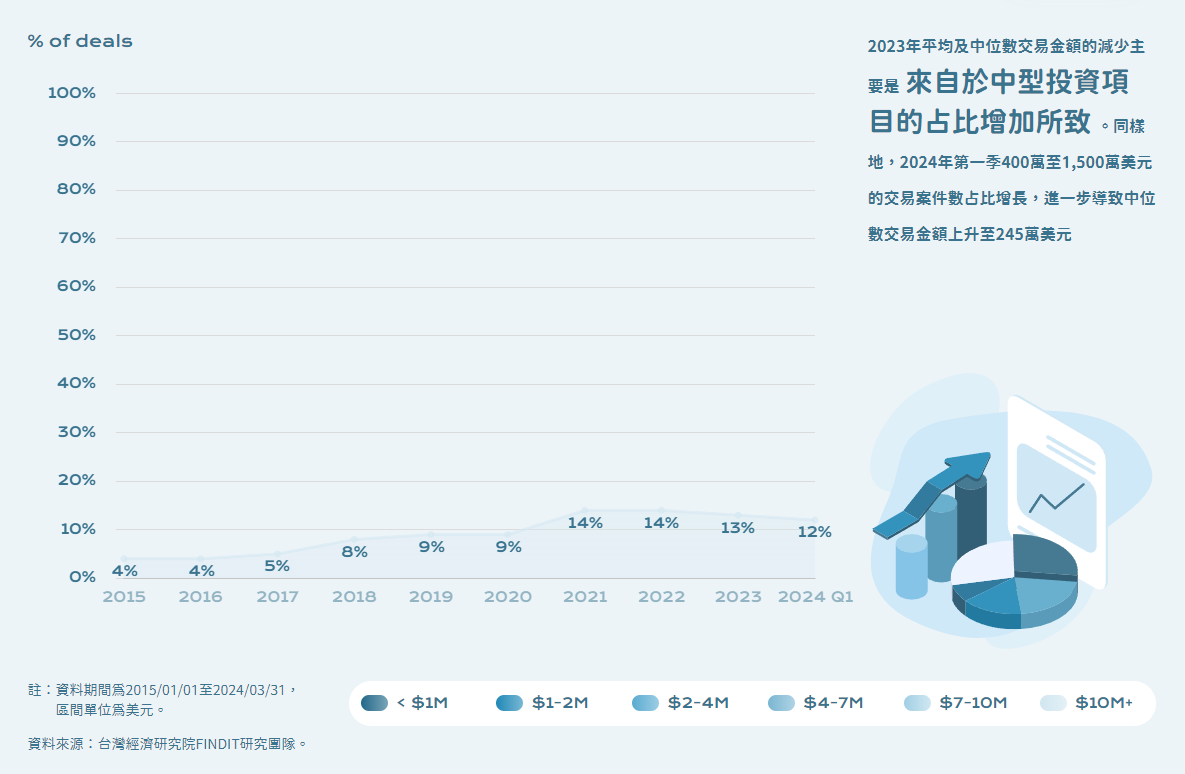 % of deals
100%
90%
80%
70%
60%
50%
40%
30%
20%
10%
0%
4%
4%
5%
8%
9%
9%
14%
14%
13%
12%
2015
2016
2017
2018
2019
2020
2021
2022
2023
2024 Q1
2023年平均及中位數交易金額的減少主
要是 來自於中型投資項
目的占比增加所致 。同樣
地，2024年第一季400萬至1,500萬美元
的交易案件數占比增長，進一步導致中位
數交易金額上升至245萬美元
註：資料期間為2015/01/01至2024/03/31，
區間單位為美元。
資料來源：台灣經濟研究院FINDIT研究團隊。
< $1M
$1-2M
$2-4M
$4-7M
$7-10M
$10M+